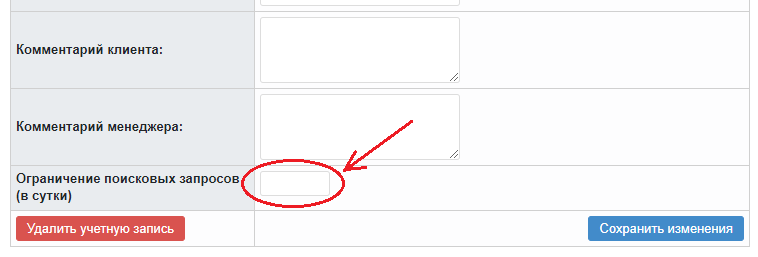 Комментарий клиента:
Комментарий менеджера:
Ограничение поисковых запросов
(в сутки)
Удалить учетную запись
Сохранить изменения